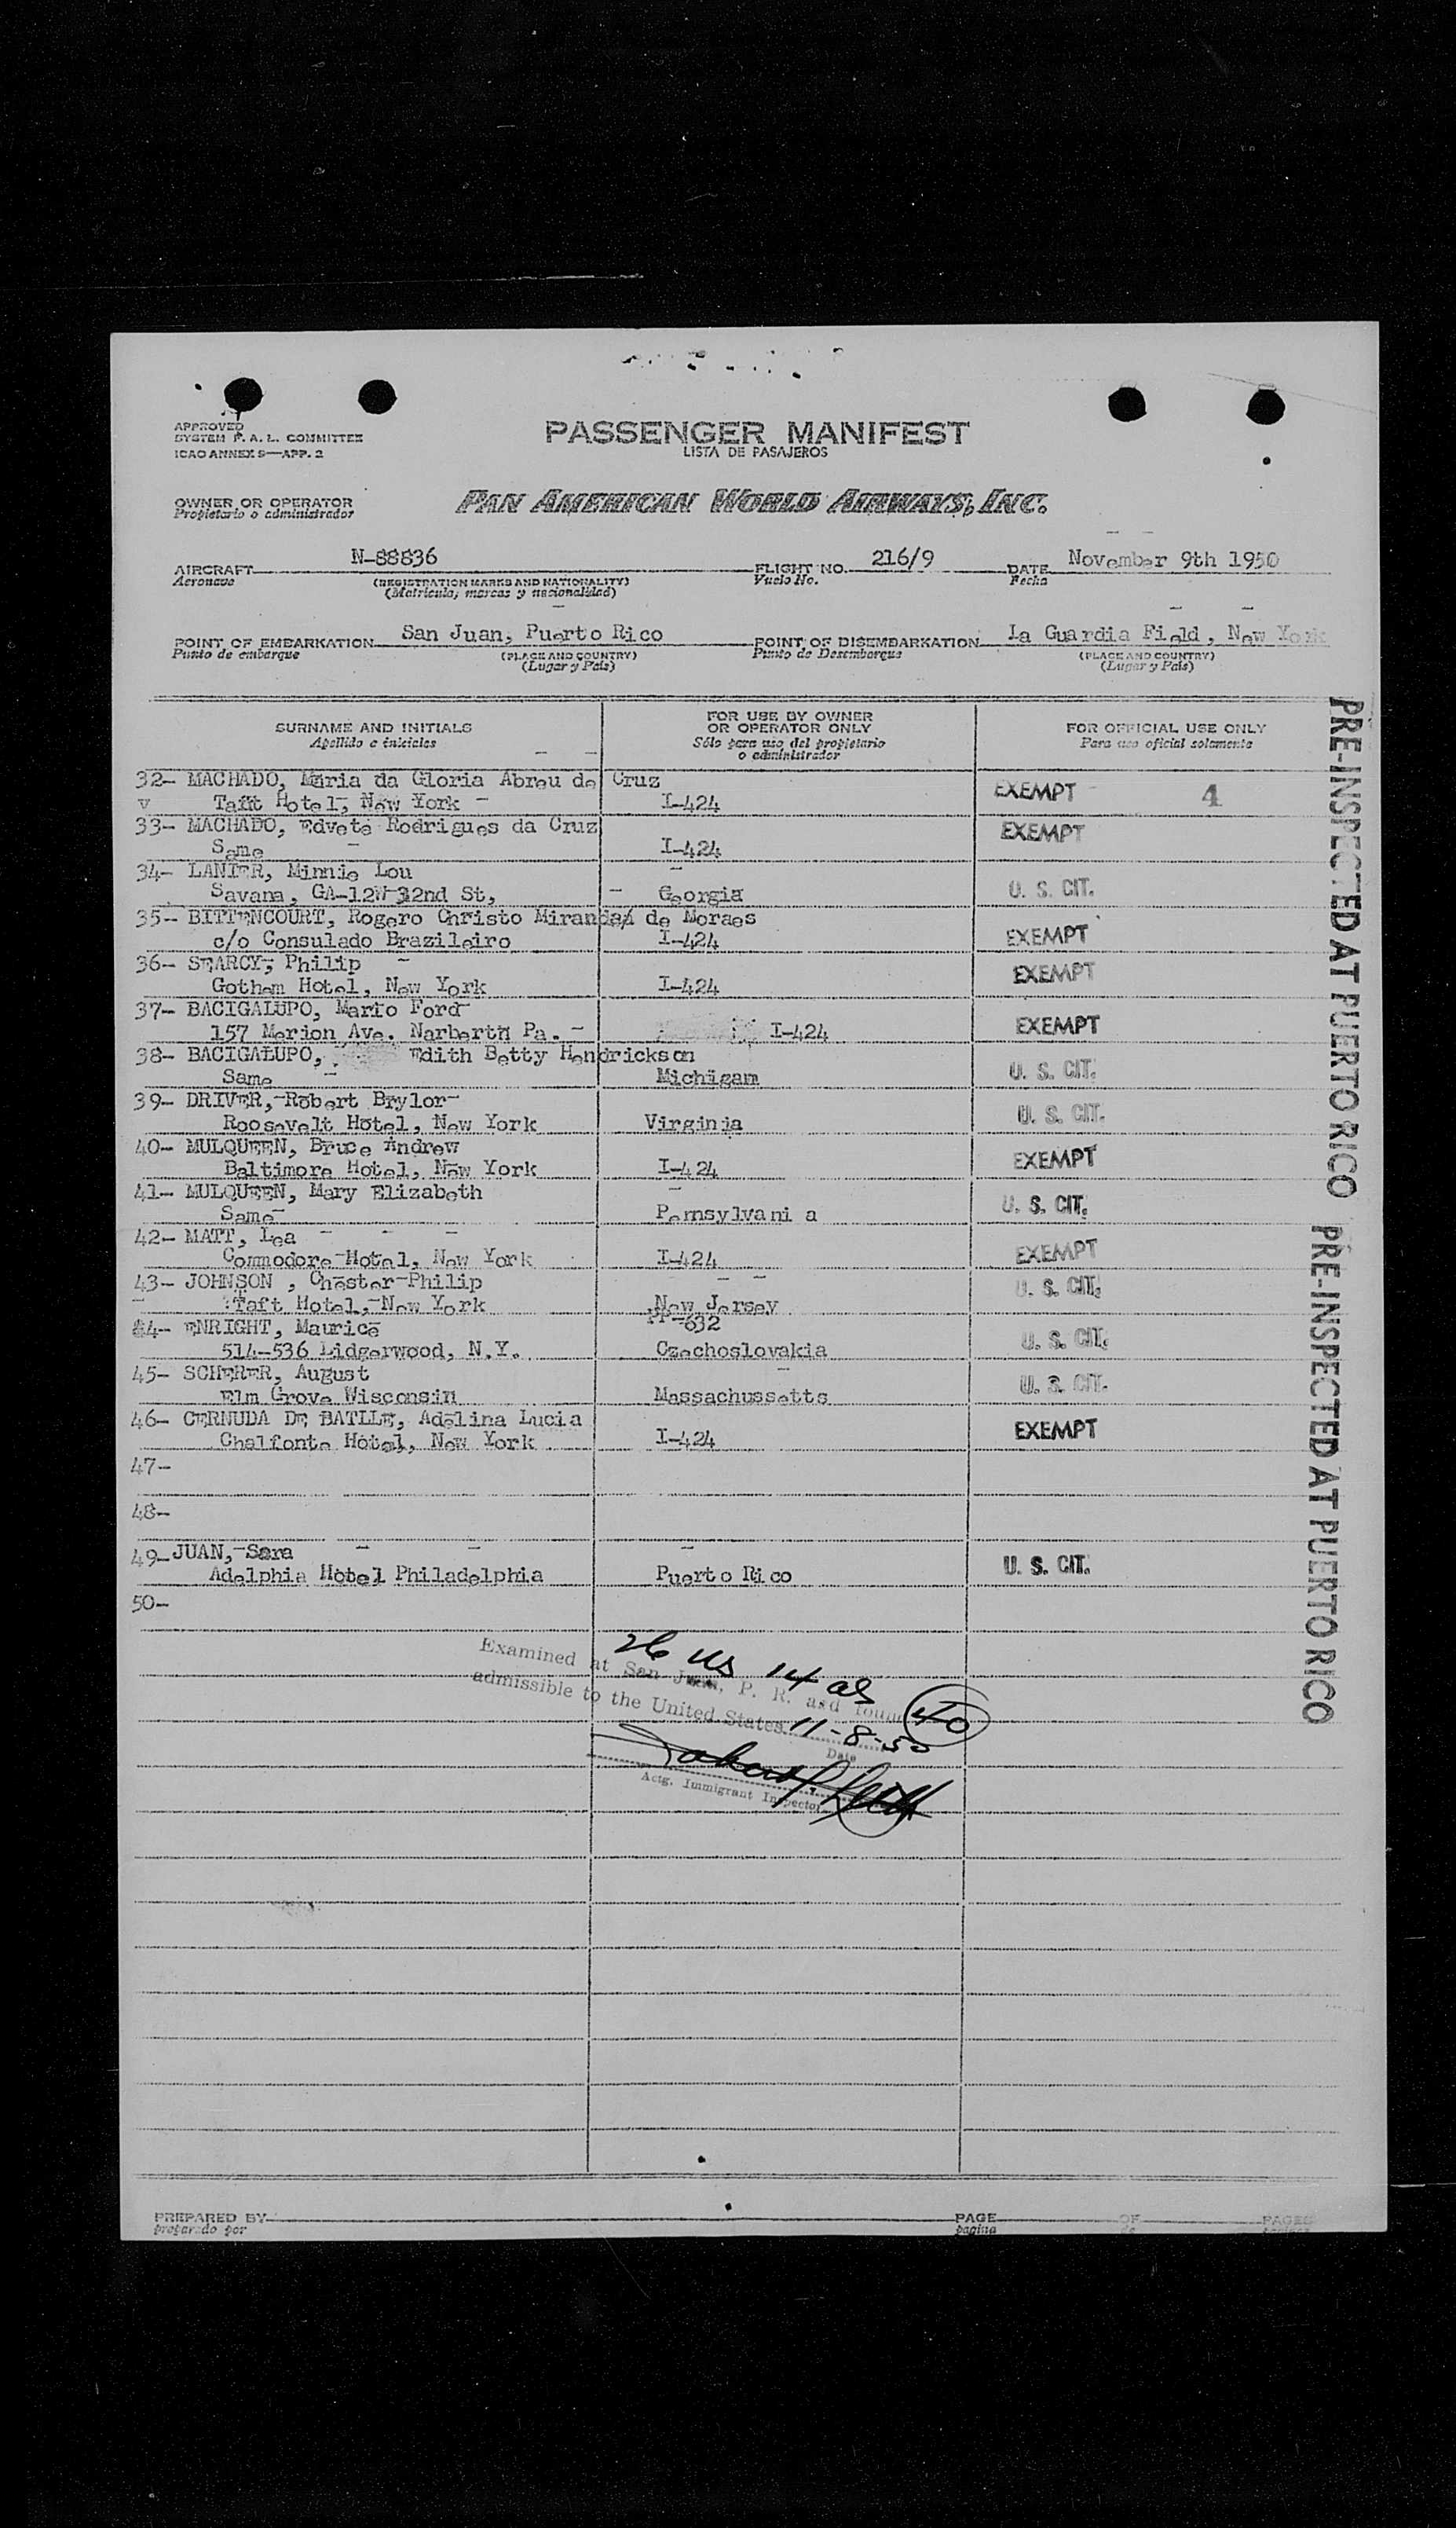 APPROVED
SYSTEM F. A. L. COMMITTEE
ICAO ANNEX 9—APP. 2
PASSENGER MANIFEST
LISTA DE PASAJEROS
OWNER OR OPERATOR
Propietario o administrador
PAN AMERICAN WORLD AIRWAYS, INC.
AIRCRAFT N-88836 FLIGHT NO. 216/9 DATE November 9th 1950
Aeronave (REGISTRATION MARKS AND NATIONALITY) Vuelo No. Fecha
(Matrícula, marcas y nacionalidad)
POINT OF EMBARKATION San Juan, Puerto Rico POINT OF DISEMBARKATION La Guardia Field, New York
Punto de embarque (PLACE AND COUNTRY) Punto de Desembarque (PLACE AND COUNTRY)
(Lugar y País) (Lugar y País)
SURNAME AND INITIALS FOR USE BY OWNER OR OPERATOR ONLY FOR OFFICIAL USE ONLY
Apellido e iniciales Sólo para uso del propietario o administrador Para uso oficial solamente
32- MACHADO, Maria da Gloria Abreu de Cruz
v Taft Hotel, New York - I-424 EXEMPT 4
33- MACHADO, Edvete Rodrigues da Cruz EXEMPT
Same I-424
34- LANIER, Minnie Lou
Savana, GA-12W 32nd St, Georgia U. S. CIT.
35- BITTENCOURT, Rogero Christo Miranda de Moraes
c/o Consulado Brazileiro I-424 EXEMPT
36- SEARCY, Philip EXEMPT
Gotham Hotel, New York I-424
37- BACIGALUPO, Mario Ford
157 Merion Ave. Narberth Pa. - I-424 EXEMPT
38- BACIGALUPO, Edith Betty Hendrickson
Same Michigam U. S. CIT.
39- DRIVER, Robert Brylor
Roosevelt Hotel, New York Virginia U. S. CIT.
40- MULQUEEN, Bruce Andrew
Baltimore Hotel, New York I-424 EXEMPT
41- MULQUEEN, Mary Elizabeth
Same Pemsylvani a U. S. CIT.
42- MATT, Lea
Commodore Hotel, New York I-424 EXEMPT
43- JOHNSON , Chester Philip U. S. CIT.
Taft Hotel, New York New Jersey
44- ENRIGHT, Maurice PP-632
514-536 Lidgerwood, N.Y. Czechoslovakia U. S. CIT.
45- SCHERER, August U. S. CIT.
Elm Grove Wisconsin Massachussetts
46- CERNUDA DE BATLLE, Adelina Lucia
Chalfonte Hotel, New York I-424 EXEMPT
47-
48-
49- JUAN, Sara
Adelphia Hotel Philadelphia Puerto Rico U. S. CIT.
50-
26 us 14 als 40
Examined at San Juan, P. R. and found
admissible to the United States 11-8-50
Date
Actg. Immigrant Inspector
PRE-INSPECTED AT PUERTO RICO
PRE-INSPECTED AT PUERTO RICO
PREPARED BY PAGE OF PAGES
preparado por pagina de